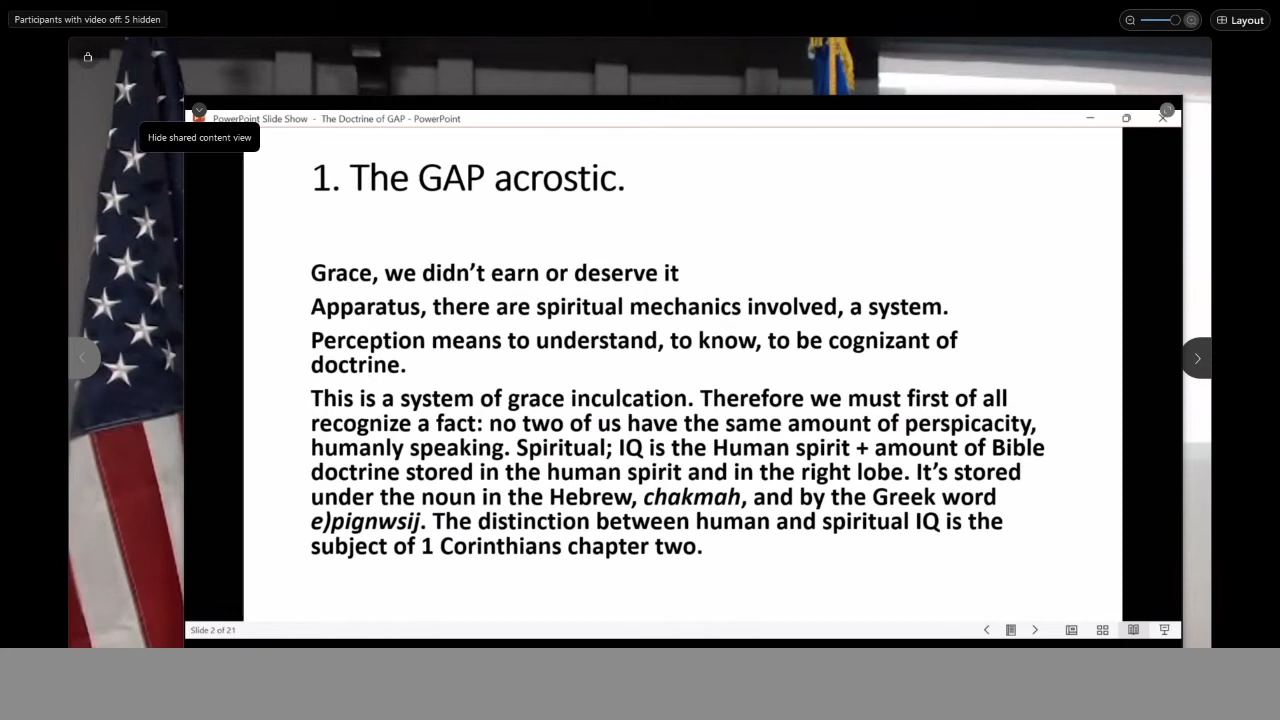 Participants with video off: 5 hidden
Layout
PowerPoint Slide Show - The Doctrine of GAP - PowerPoint
Hide shared content view
1. The GAP acrostic.
Grace, we didn’t earn or deserve it
Apparatus, there are spiritual mechanics involved, a system.
Perception means to understand, to know, to be cognizant of
doctrine.
This is a system of grace inculcation. Therefore we must first of all
recognize a fact: no two of us have the same amount of perspicacity,
humanly speaking. Spiritual; IQ is the Human spirit + amount of Bible
doctrine stored in the human spirit and in the right lobe. It’s stored
under the noun in the Hebrew, chakmah, and by the Greek word
e)pignwsij. The distinction between human and spiritual IQ is the
subject of 1 Corinthians chapter two.
Slide 2 of 21